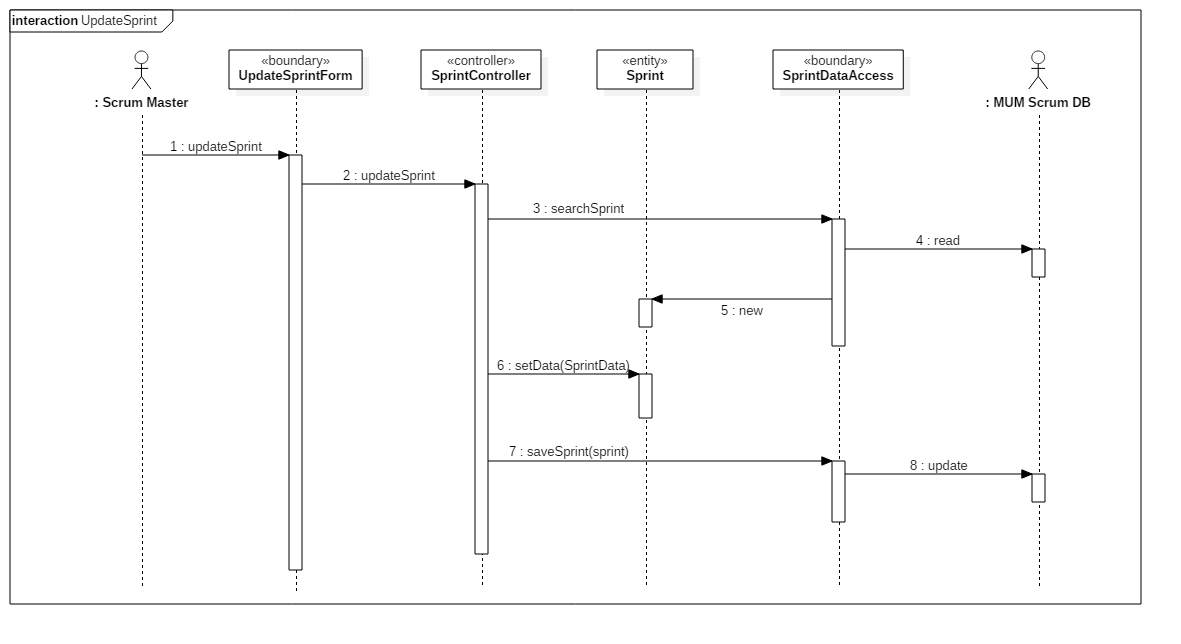 interaction UpdateSprint
: Scrum Master
«boundary»
UpdateSprintForm
«controller»
SprintController
«entity»
Sprint
«boundary»
SprintDataAccess
: MUM Scrum DB
1 : updateSprint
2 : updateSprint
3 : searchSprint
4 : read
5 : new
6 : setData(SprintData)
7 : saveSprint(sprint)
8 : update